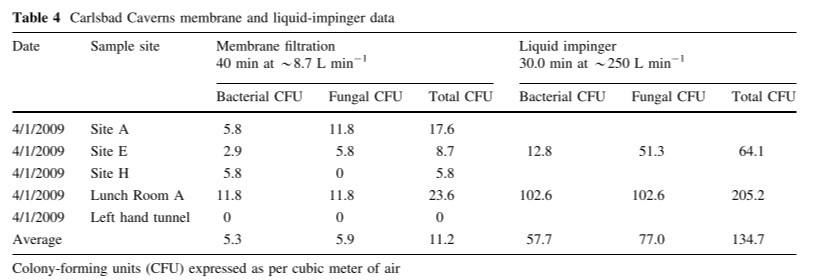 Table 4 Carlsbad Caverns membrane and liquid-impinger data
Date Sample site Membrane filtration Liquid impinger
40 min at ~8.7 L min−1 30.0 min at ~250 L min−1
Bacterial CFU Fungal CFU Total CFU Bacterial CFU Fungal CFU Total CFU
4/1/2009 Site A 5.8 11.8 17.6
4/1/2009 Site E 2.9 5.8 8.7 12.8 51.3 64.1
4/1/2009 Site H 5.8 0 5.8
4/1/2009 Lunch Room A 11.8 11.8 23.6 102.6 102.6 205.2
4/1/2009 Left hand tunnel 0 0 0
Average 5.3 5.9 11.2 57.7 77.0 134.7
Colony-forming units (CFU) expressed as per cubic meter of air